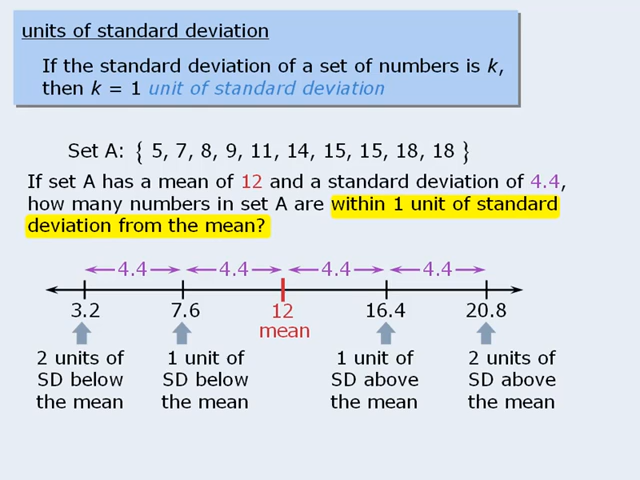 units of standard deviation
If the standard deviation of a set of numbers is k,
then k = 1 unit of standard deviation
Set A: { 5, 7, 8, 9, 11, 14, 15, 15, 18, 18 }
If set A has a mean of 12 and a standard deviation of 4.4,
how many numbers in set A are within 1 unit of standard
deviation from the mean?
4.4 4.4 4.4 4.4
3.2 7.6 12 16.4 20.8
mean
2 units of 1 unit of 1 unit of 2 units of
SD below SD below SD above SD above
the mean the mean the mean the mean